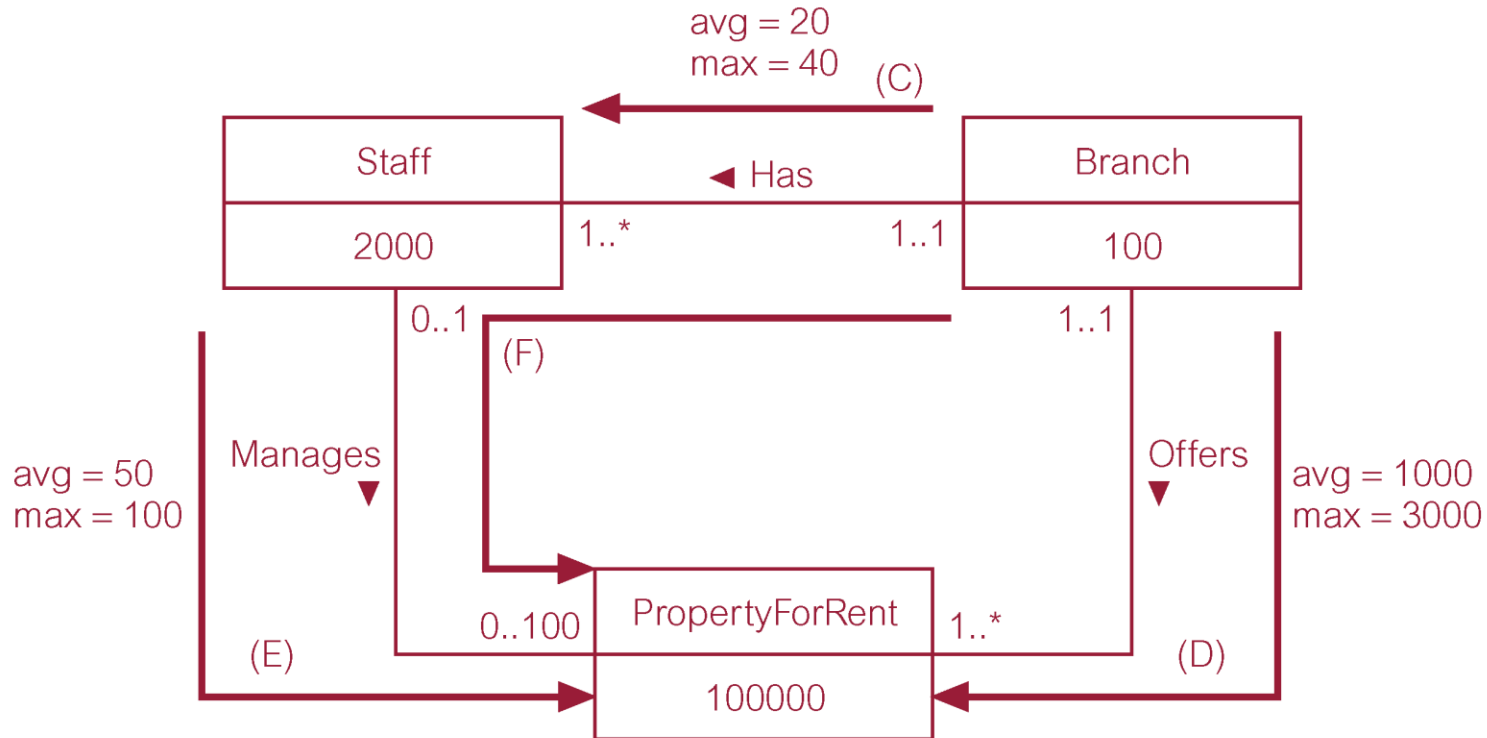 avg = 20
max = 40
(C)
Staff
◄ Has
Branch
2000
1..*
1..1
100
0..1
1..1
(F)
Manages
Offers
avg = 50
max = 100
avg = 1000
max = 3000
PropertyForRent
0..100
1..*
(E)
(D)
100000